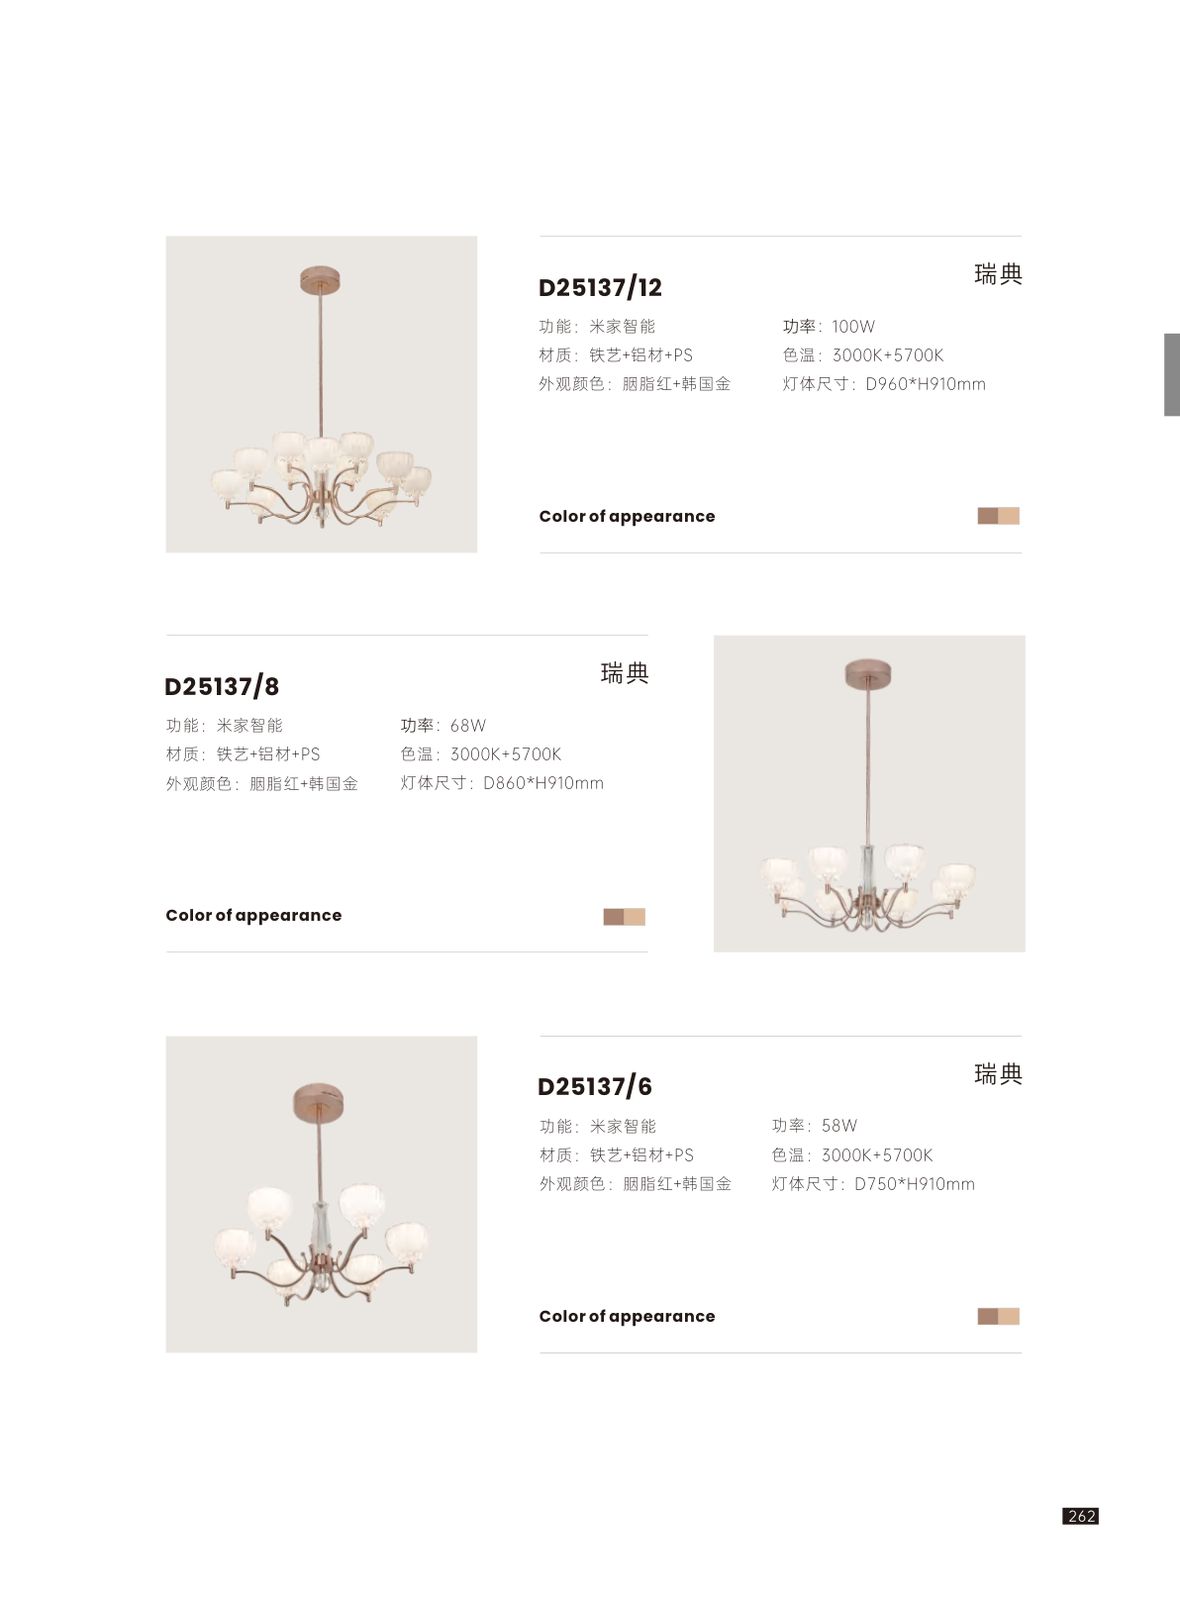 D25137/12
瑞典
功能：米家智能
功率：100W
材质：铁艺+铝材+PS
色温：3000K+5700K
外观颜色：胭脂红+韩国金
灯体尺寸：D960*H910mm
Color of appearance
D25137/8
瑞典
功能：米家智能
功率：68W
材质：铁艺+铝材+PS
色温：3000K+5700K
外观颜色：胭脂红+韩国金
灯体尺寸：D860*H910mm
Color of appearance
D25137/6
瑞典
功能：米家智能
功率：58W
材质：铁艺+铝材+PS
色温：3000K+5700K
外观颜色：胭脂红+韩国金
灯体尺寸：D750*H910mm
Color of appearance
262